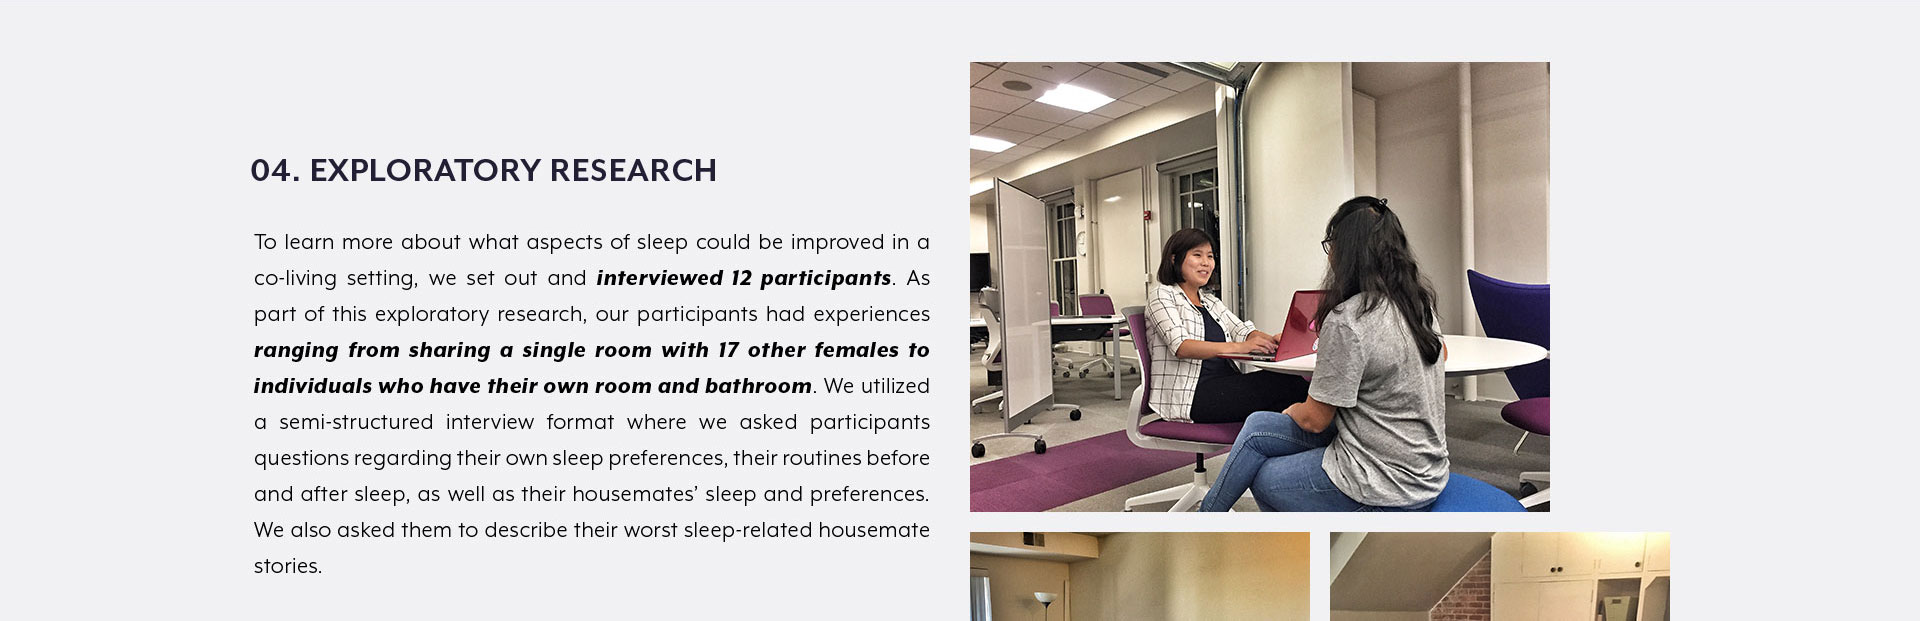 04. EXPLORATORY RESEARCH
To learn more about what aspects of sleep could be improved in a
co-living setting, we set out and interviewed 12 participants. As
part of this exploratory research, our participants had experiences
ranging from sharing a single room with 17 other females to
individuals who have their own room and bathroom. We utilized
a semi-structured interview format where we asked participants
questions regarding their own sleep preferences, their routines before
and after sleep, as well as their housemates’ sleep and preferences.
We also asked them to describe their worst sleep-related housemate
stories.